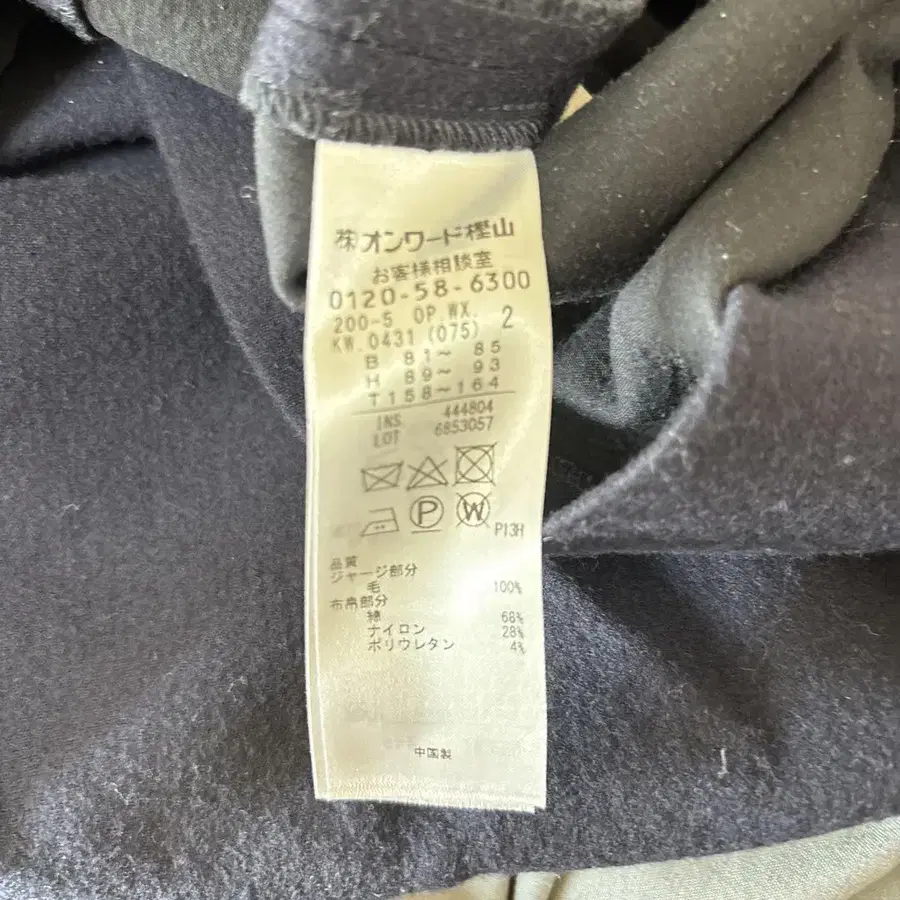 ㈱オンワード樫山
お客様相談室
0120-58-6300
200-5 OP.WX. 2
KW.0431 (075)
B 81～ 85
H 89～ 93
T158～164
INS 444804
LOT 6853057
P W
P13H
品質
ジャージ部分
毛 100%
布帛部分
綿 68%
ナイロン 28%
ポリウレタン 4%
中国製